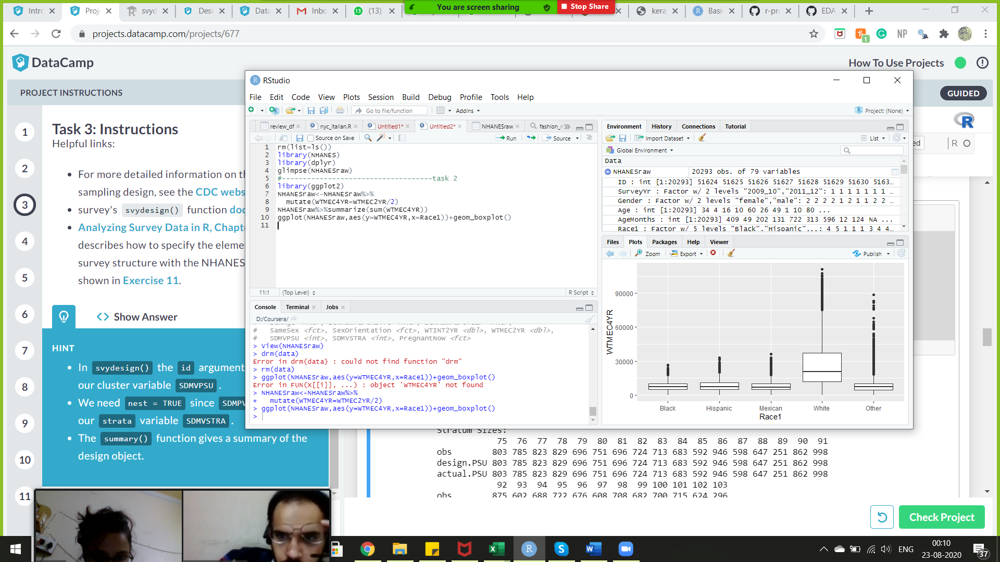 Intro
Proj
svyd
Desi
Data
Inbo
13
(13)
You are screen sharing
Stop Share
kera
Basi
r-pro
EDA
projects.datacamp.com/projects/677
1
NP
DataCamp
How To Use Projects
PROJECT INSTRUCTIONS
GUIDED
1
2
3
4
5
6
7
8
9
10
11
Task 3: Instructions
Helpful links:
For more detailed information on th
sampling design, see the CDC webs
survey's svydesign() function doc
Analyzing Survey Data in R, Chapt
describes how to specify the eleme
survey structure with the NHANES
shown in Exercise 11.
<> Show Answer
HINT
In svydesign() the id argument
our cluster variable SDMVPSU .
We need nest = TRUE since SDMPV
our strata variable SDMVSTRA .
The summary() function gives a summary of the
design object.
R RStudio
File Edit Code View Plots Session Build Debug Profile Tools Help
Go to file/function
Addins
Project: (None)
review_df
nyc_italian.R
Untitled1*
Untitled2*
NHANESraw
fashion_n
Source on Save
Run
Source
1 rm(list=ls())
2 library(NHANES)
3 library(dplyr)
4 glimpse(NHANESraw)
5 #-----------------------------------task 2
6 library(ggplot2)
7 NHANESraw<-NHANESraw%>%
8   mutate(WTMEC4YR=WTMEC2YR/2)
9 NHANESraw%>%summarize(sum(WTMEC4YR))
10 ggplot(NHANESraw,aes(y=WTMEC4YR,x=Race1))+geom_boxplot()
11
11:1 (Top Level) R Script
Console Terminal Jobs
D:/Coursera/
#   SameSex <fct>, SexOrientation <fct>, WTINT2YR <dbl>, WTMEC2YR <dbl>,
#   SDMVPSU <int>, SDMVSTRA <int>, PregnantNow <fct>
> View(NHANESraw)
> drm(data)
Error in drm(data) : could not find function "drm"
> rm(data)
> ggplot(NHANESraw,aes(y=WTMEC4YR,x=Race1))+geom_boxplot()
Error in FUN(X[[i]], ...) : object 'WTMEC4YR' not found
> NHANESraw<-NHANESraw%>%
+   mutate(WTMEC4YR=WTMEC2YR/2)
> ggplot(NHANESraw,aes(y=WTMEC4YR,x=Race1))+geom_boxplot()
>
Environment History Connections Tutorial
Import Dataset
List
Global Environment
Data
NHANESraw 20293 obs. of 79 variables
ID : int [1:20293] 51624 51625 51626 51627 51628 51629 51630 5163…
SurveyYr : Factor w/ 2 levels "2009_10","2011_12": 1 1 1 1 1 1 1 …
Gender : Factor w/ 2 levels "female","male": 2 2 2 2 1 2 1 1 2 2 …
Age : int [1:20293] 34 4 16 10 60 26 49 1 10 80 ...
AgeMonths : int [1:20293] 409 49 202 131 722 313 596 12 124 NA ...
Race1 : Factor w/ 5 levels "Black","Hispanic"...: 4 5 1 1 1 3 4 4…
Files Plots Packages Help Viewer
Zoom
Export
Publish
90000
60000
30000
0
WTMEC4YR
Black
Hispanic
Mexican
White
Other
Race1
ed
R
Stratum Sizes:
75 76 77 78 79 80 81 82 83 84 85 86 87 88 89 90 91
obs 803 785 823 829 696 751 696 724 713 683 592 946 598 647 251 862 998
design.PSU 803 785 823 829 696 751 696 724 713 683 592 946 598 647 251 862 998
actual.PSU 803 785 823 829 696 751 696 724 713 683 592 946 598 647 251 862 998
92 93 94 95 96 97 98 99 100 101 102 103
obs 875 602 688 722 676 608 708 682 700 715 624 296
Check Project
ENG
00:10
23-08-2020
37